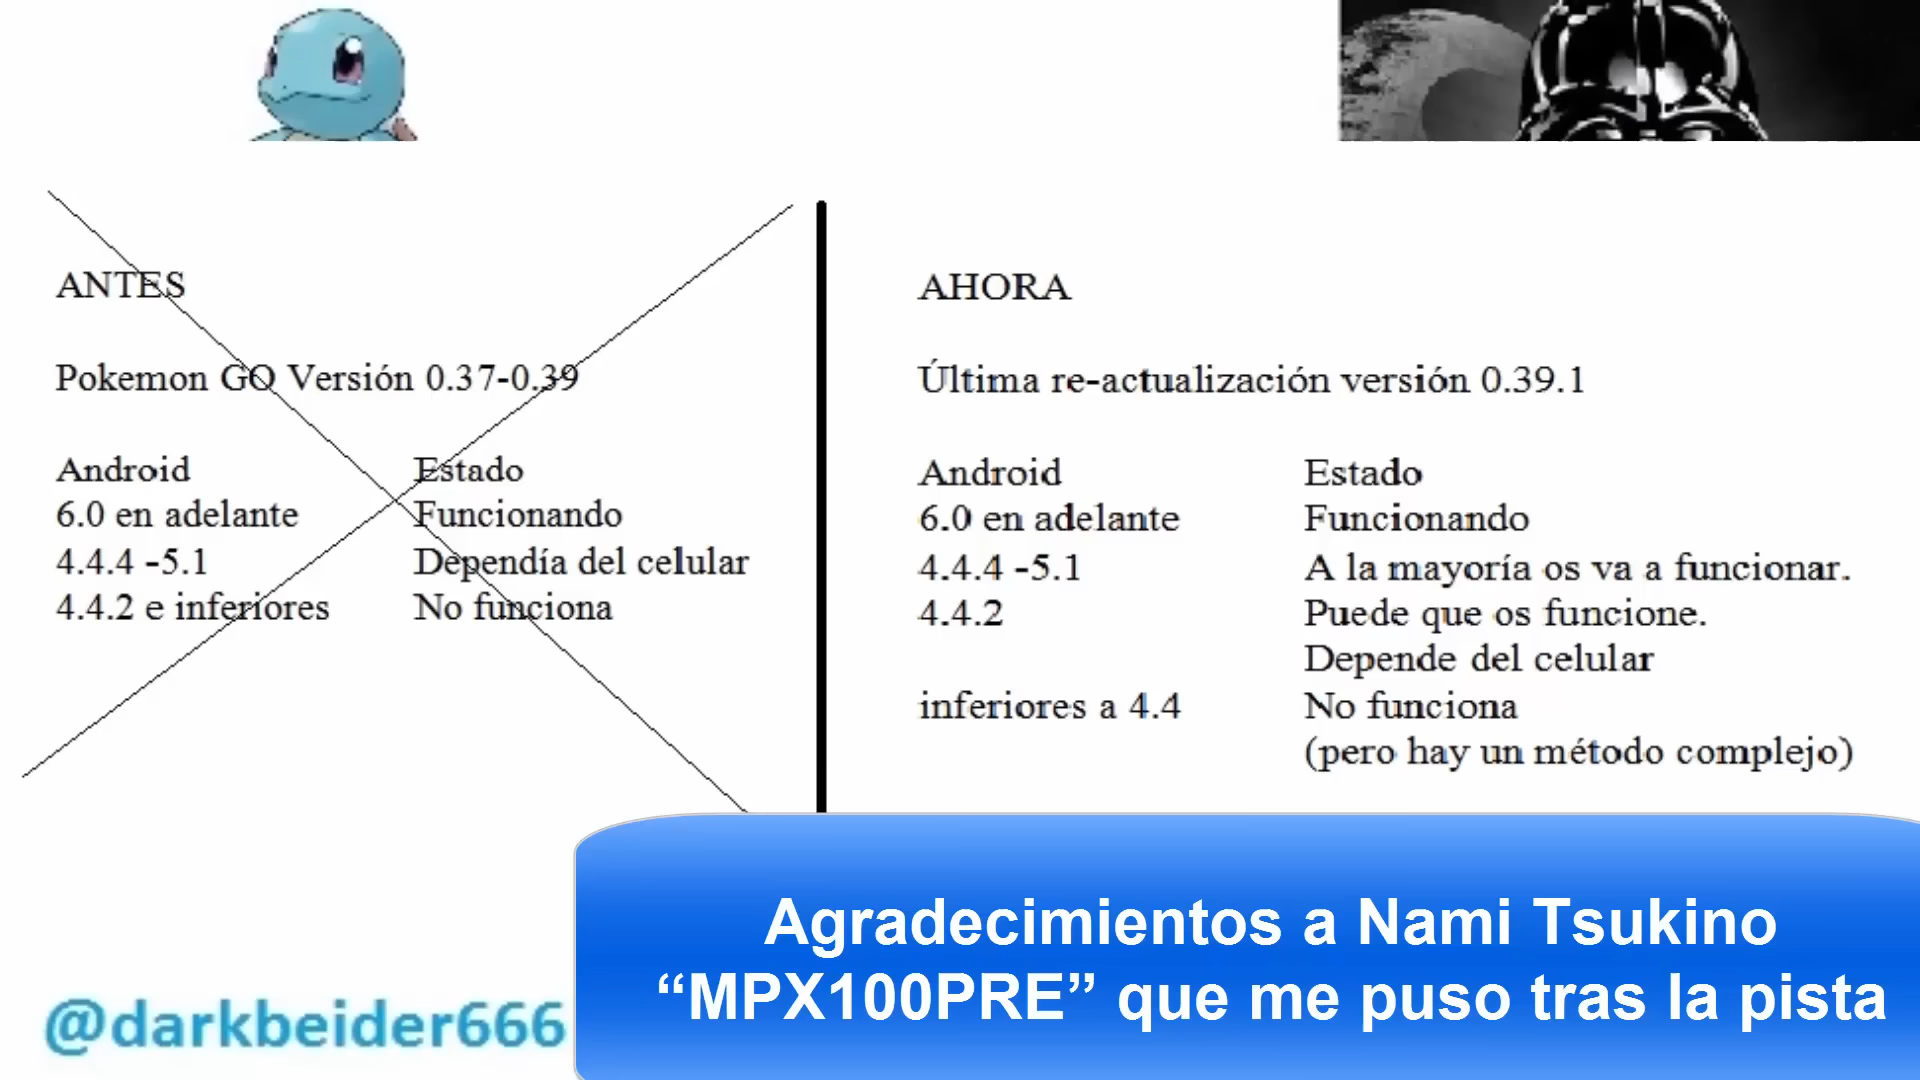 ANTES
Pokemon GO Versión 0.37-0.39
Android Estado
6.0 en adelante Funcionando
4.4.4 -5.1 Dependía del celular
4.4.2 e inferiores No funciona
AHORA
Última re-actualización versión 0.39.1
Android Estado
6.0 en adelante Funcionando
4.4.4 -5.1 A la mayoría os va a funcionar.
4.4.2 Puede que os funcione.
Depende del celular
inferiores a 4.4 No funciona
(pero hay un método complejo)
@darkbeider666
Agradecimientos a Nami Tsukino
“MPX100PRE” que me puso tras la pista